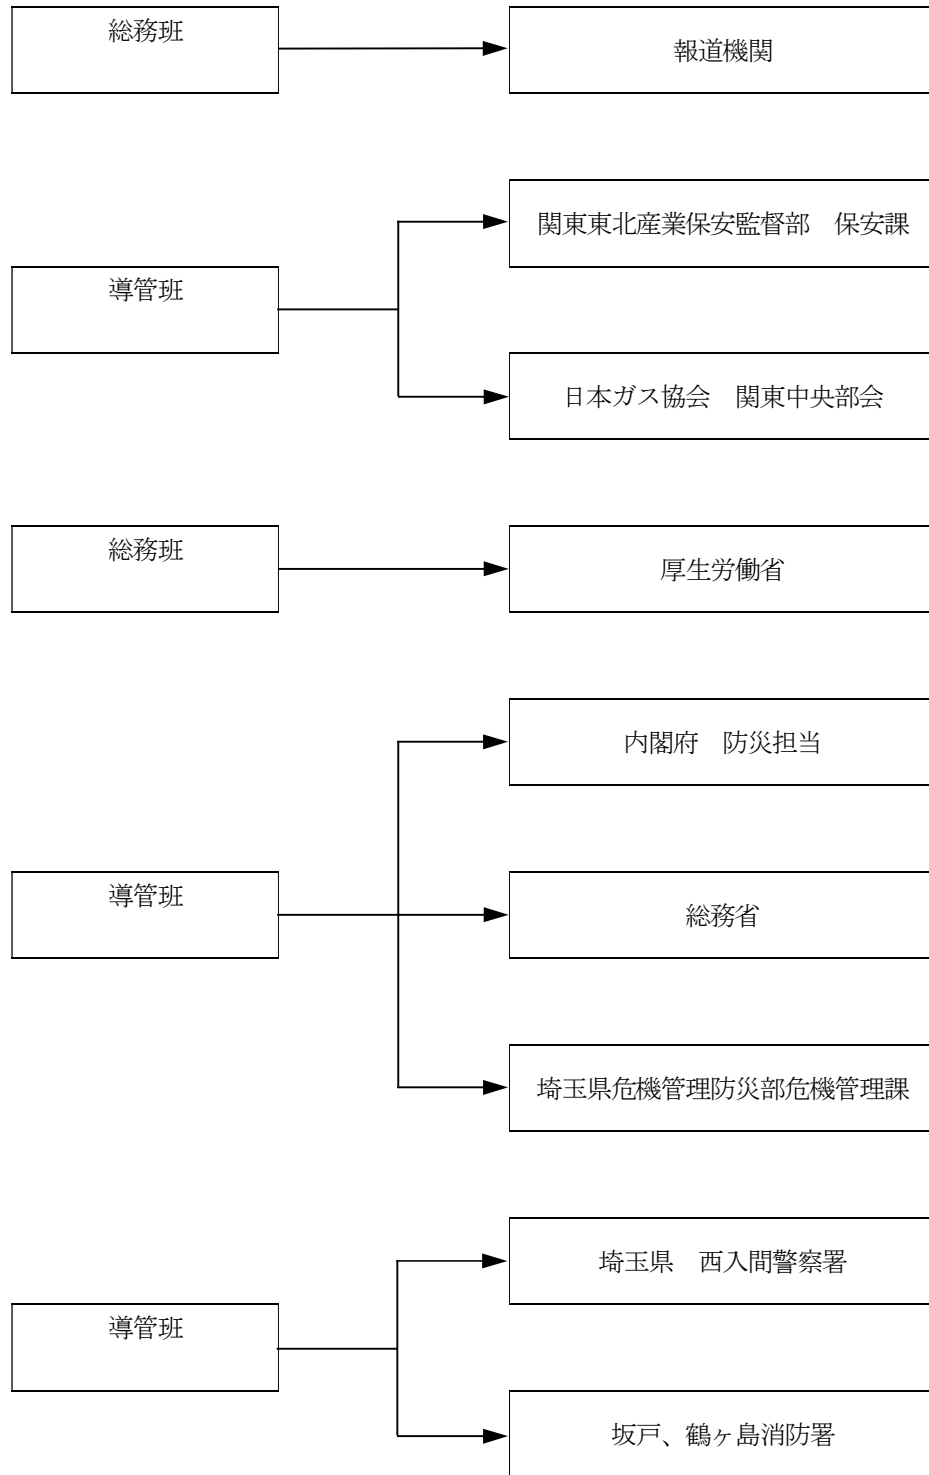 総務班
報道機関
関東東北産業保安監督部　保安課
導管班
日本ガス協会　関東中央部会
総務班
厚生労働省
内閣府　防災担当
導管班
総務省
埼玉県危機管理防災部危機管理課
埼玉県　西入間警察署
導管班
坂戸、鶴ヶ島消防署